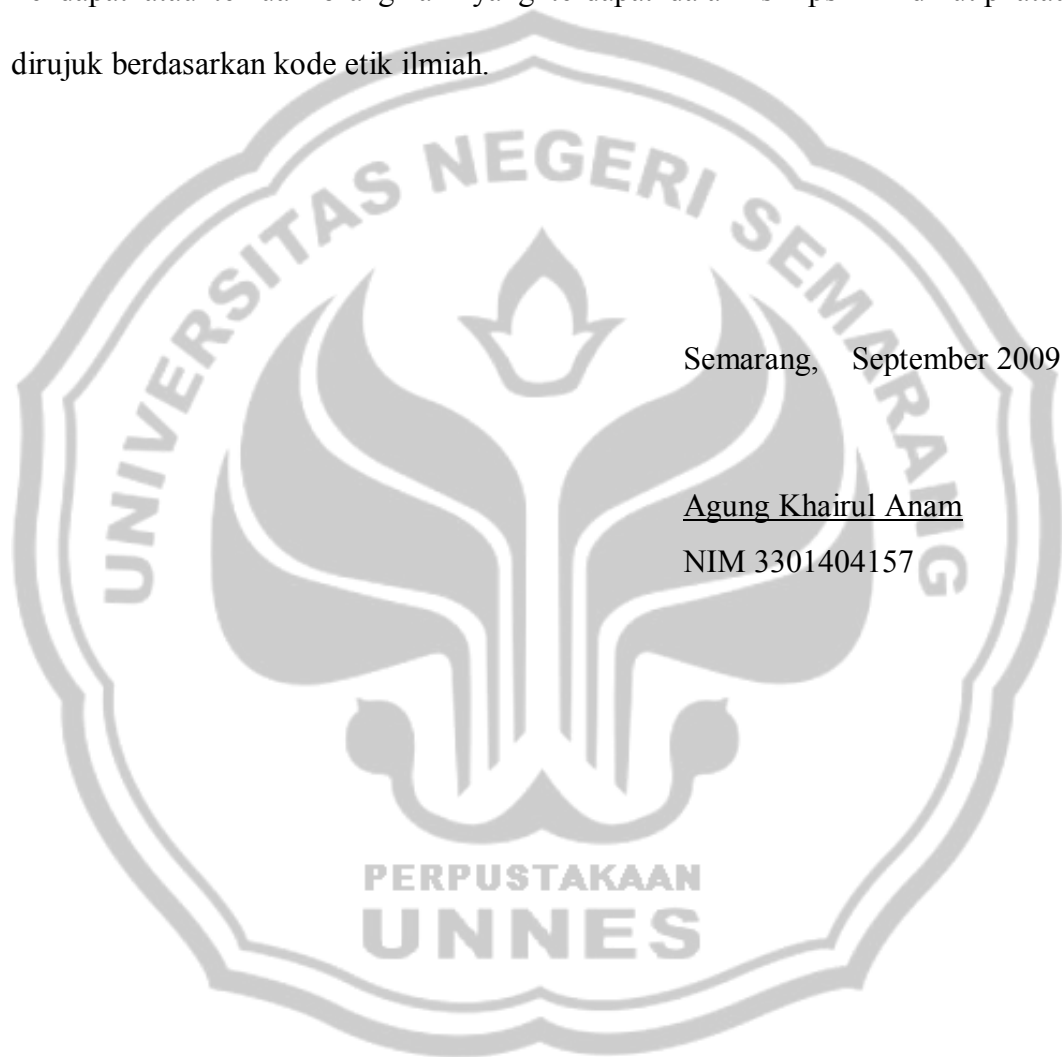 dirujuk berdasarkan kode etik ilmiah.
UNIVERSITAS NEGERI SEMARANG
Semarang, September 2009
Agung Khairul Anam
NIM 3301404157
PERPUSTAKAAN
UNNES